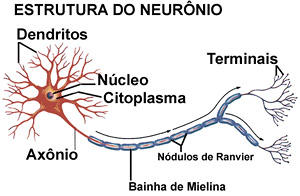 ESTRUTURA DO NEURÔNIO
Dendritos
Terminais
Núcleo
Citoplasma
Axônio
Nódulos de Ranvier
Bainha de Mielina